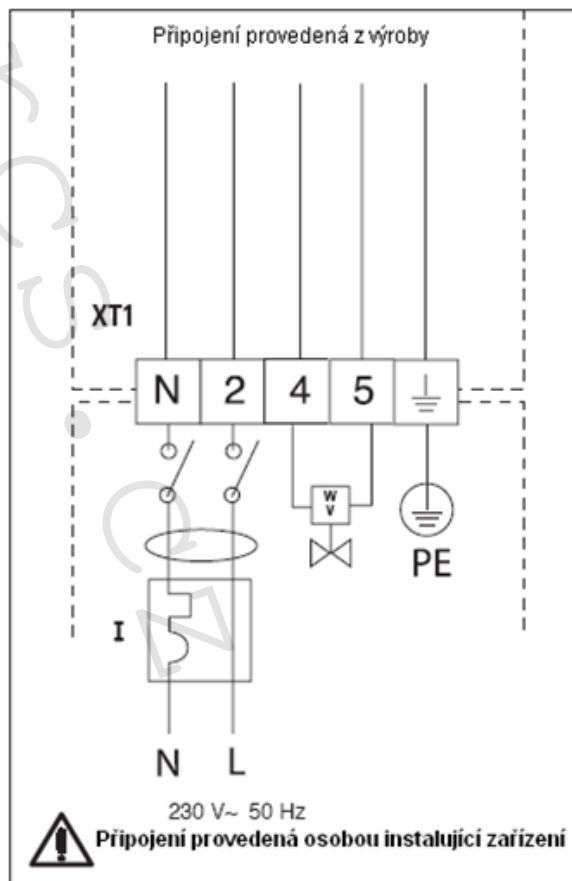 Připojení provedená z výroby
XT1
N 2 4 5
W
V
PE
I
N L
230 V~ 50 Hz
Připojení provedená osobou instalující zařízení